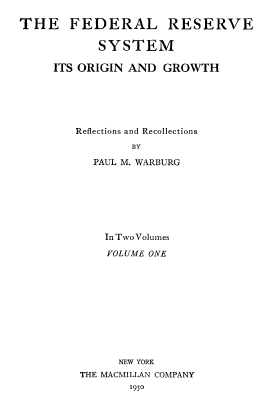 THE FEDERAL RESERVE
SYSTEM
ITS ORIGIN AND GROWTH
Reflections and Recollections
BY
PAUL M. WARBURG
In Two Volumes
VOLUME ONE
NEW YORK
THE MACMILLAN COMPANY
1930